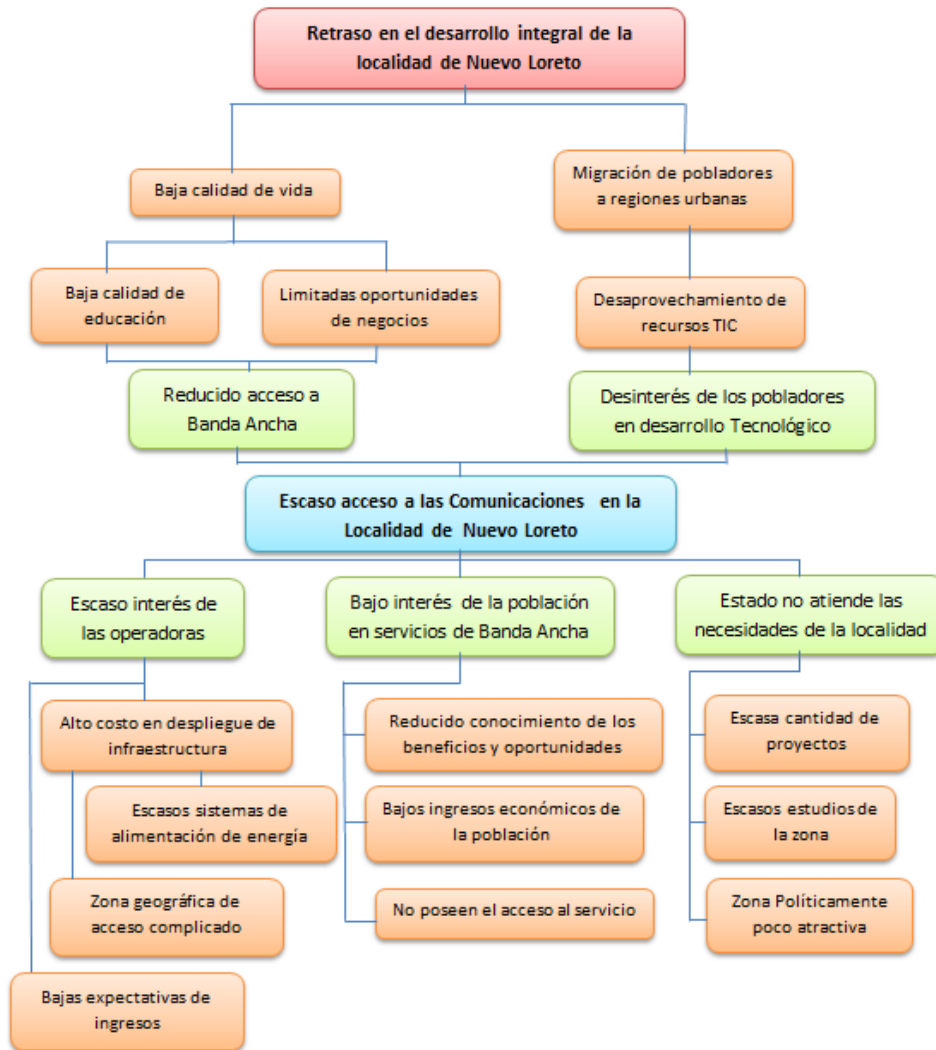 Retraso en el desarrollo integral de la
localidad de Nuevo Loreto
Baja calidad de vida
Migración de pobladores
a regiones urbanas
Baja calidad de
educación
Limitadas oportunidades
de negocios
Desaprovechamiento de
recursos TIC
Reducido acceso a
Banda Ancha
Desinterés de los pobladores
en desarrollo Tecnológico
Escaso acceso a las Comunicaciones en la
Localidad de Nuevo Loreto
Escaso interés de
las operadoras
Bajo interés de la población
en servicios de Banda Ancha
Estado no atiende las
necesidades de la localidad
Alto costo en despliegue de
infraestructura
Escasos sistemas de
alimentación de energía
Zona geográfica de
acceso complicado
Bajas expectativas de
ingresos
Reducido conocimiento de los
beneficios y oportunidades
Bajos ingresos económicos de
la población
No poseen el acceso al servicio
Escasa cantidad de
proyectos
Escasos estudios de
la zona
Zona Políticamente
poco atractiva